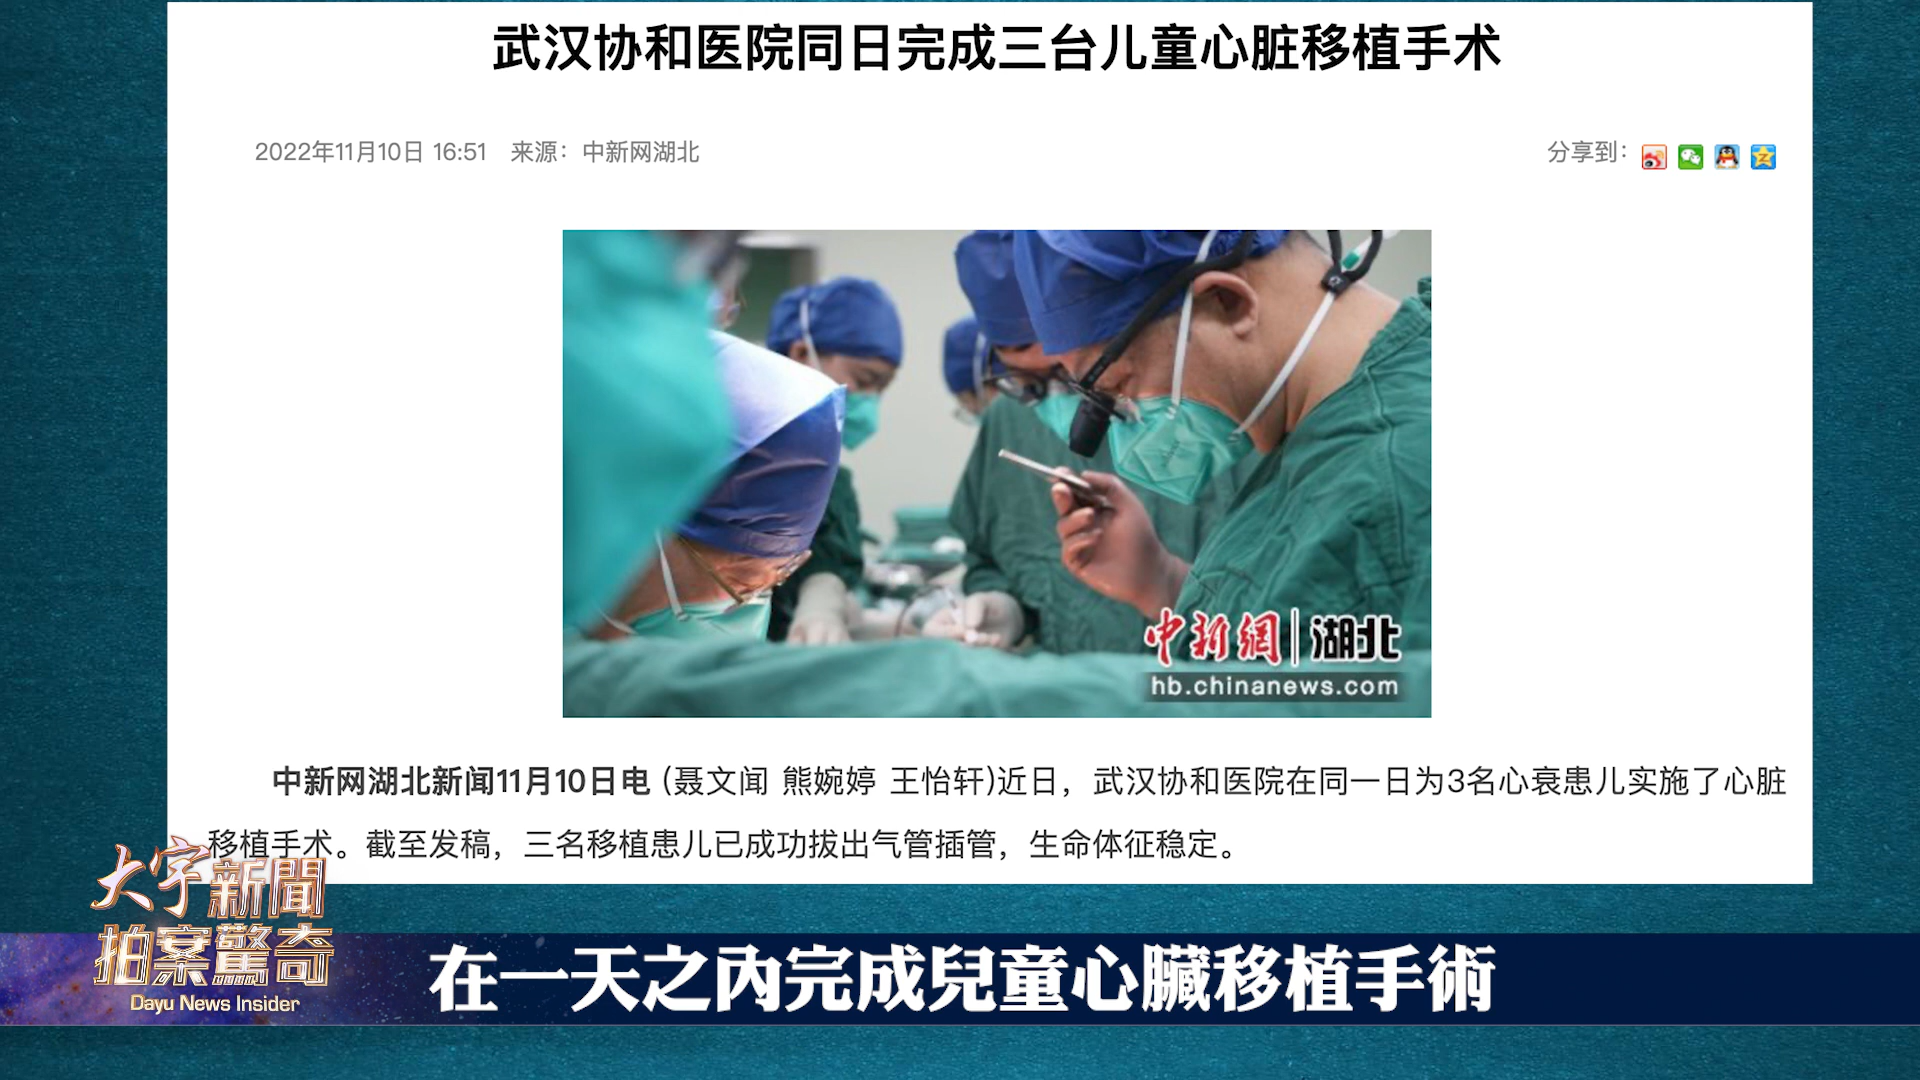 武汉协和医院同日完成三台儿童心脏移植手术
2022年11月10日 16:51 来源：中新网湖北
分享到：
中新網 湖北
hb.chinanews.com
中新网湖北新闻11月10日电 (聂文闻 熊婉婷 王怡轩)近日，武汉协和医院在同一日为3名心衰患儿实施了心脏
移植手术。截至发稿，三名移植患儿已成功拔出气管插管，生命体征稳定。
大宇新聞
拍案驚奇
Dayu News Insider
在一天之內完成兒童心臟移植手術